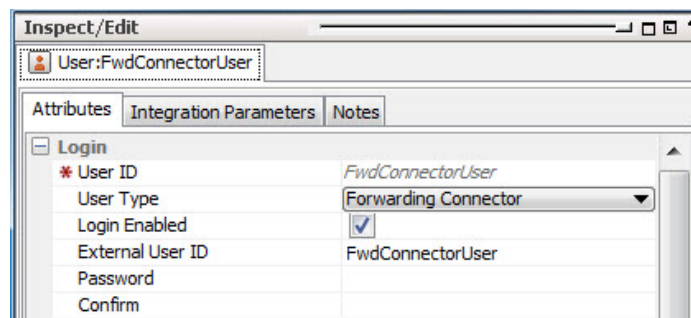 Inspect/Edit
User:FwdConnectorUser
Attributes Integration Parameters Notes
Login
* User ID FwdConnectorUser
User Type Forwarding Connector
Login Enabled
External User ID FwdConnectorUser
Password
Confirm